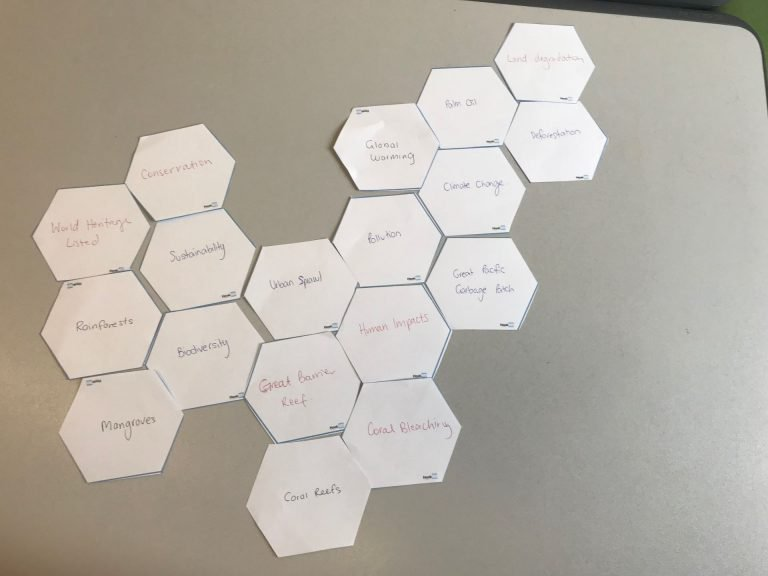 Land degradation
Palm Oil
Deforestation
Global
Warming
Conservation
Climate Change
World Heritage
Listed
Pollution
Sustainability
Urban Spawl
Great Pacific
Garbage Patch
Rainforests
Human Impacts
Biodiversity
Great Barrier
Reef
Mangroves
Coral Bleaching
Coral Reefs